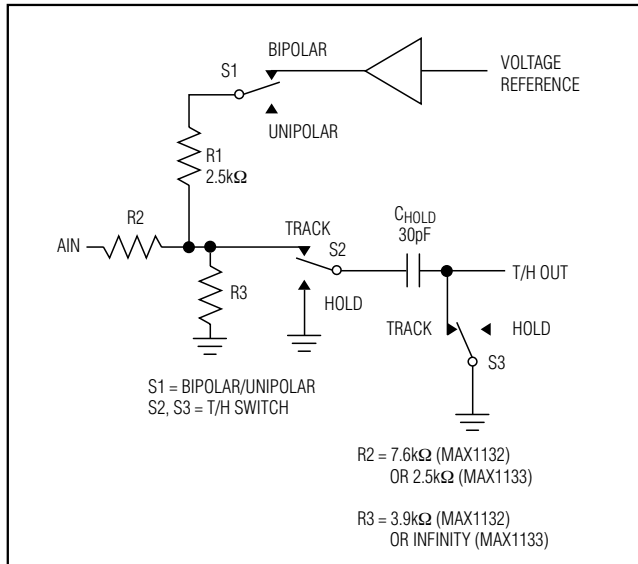 BIPOLAR
S1
VOLTAGE
REFERENCE
UNIPOLAR
R1
2.5kΩ
R2
TRACK
CHOLD
30pF
AIN
S2
T/H OUT
R3
HOLD
TRACK
HOLD
S3
S1 = BIPOLAR/UNIPOLAR
S2, S3 = T/H SWITCH
R2 = 7.6kΩ (MAX1132)
OR 2.5kΩ (MAX1133)
R3 = 3.9kΩ (MAX1132)
OR INFINITY (MAX1133)